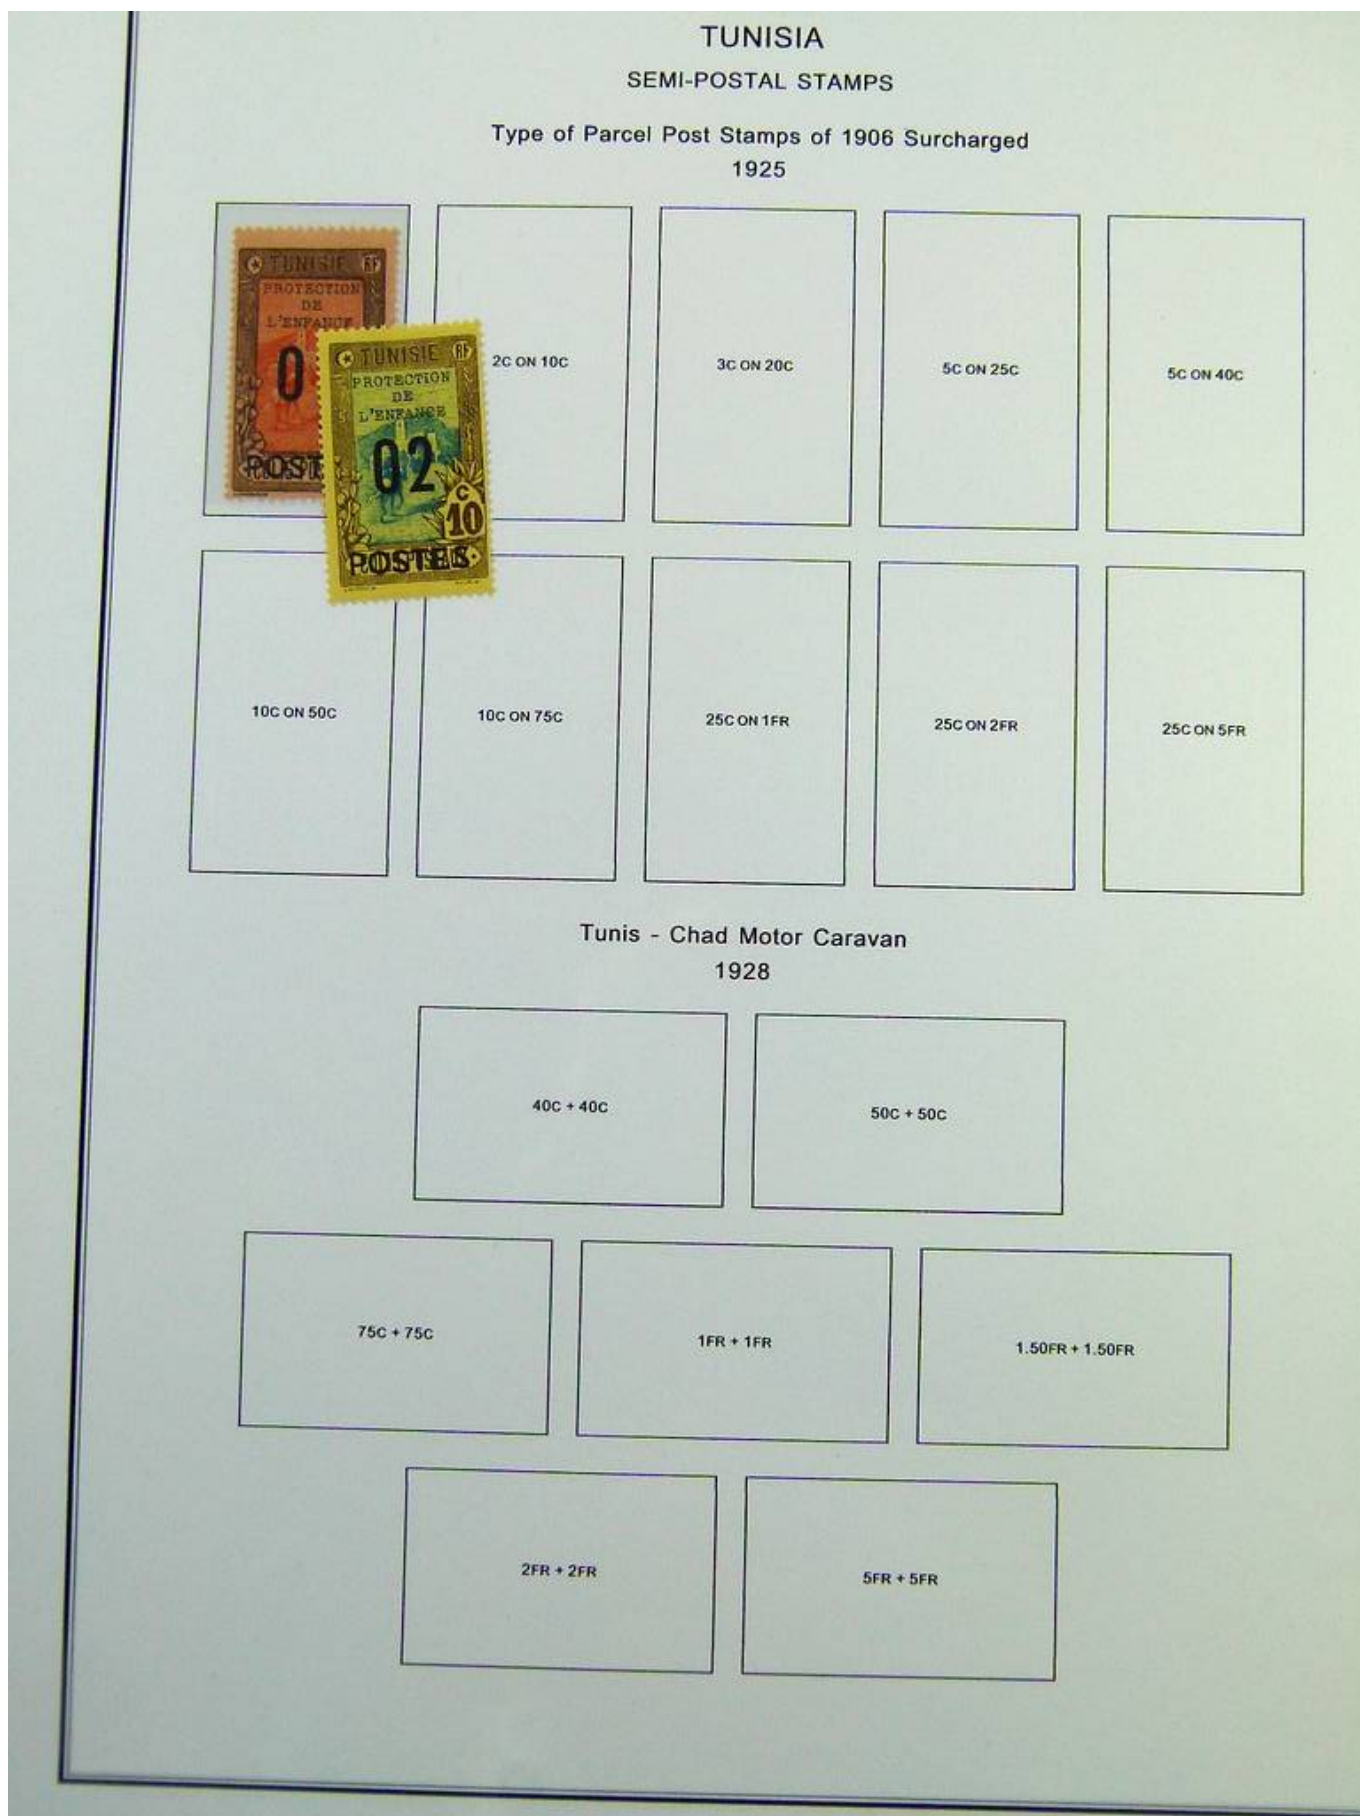 TUNISIA
SEMI-POSTAL STAMPS
Type of Parcel Post Stamps of 1906 Surcharged
1925
TUNISIE RF
PROTECTION
DE
L'ENFANCE
0
POST
TUNISIE RF
PROTECTION
DE
L'ENFANCE
02
C
10
POSTES
2C ON 10C
3C ON 20C
5C ON 25C
5C ON 40C
10C ON 50C
10C ON 75C
25C ON 1FR
25C ON 2FR
25C ON 5FR
Tunis - Chad Motor Caravan
1928
40C + 40C
50C + 50C
75C + 75C
1FR + 1FR
1.50FR + 1.50FR
2FR + 2FR
5FR + 5FR